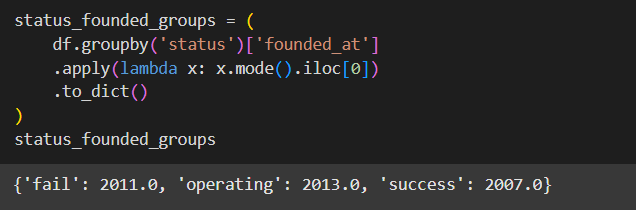 status_founded_groups = (
    df.groupby('status')['founded_at']
    .apply(lambda x: x.mode().iloc[0])
    .to_dict()
)
status_founded_groups
{'fail': 2011.0, 'operating': 2013.0, 'success': 2007.0}